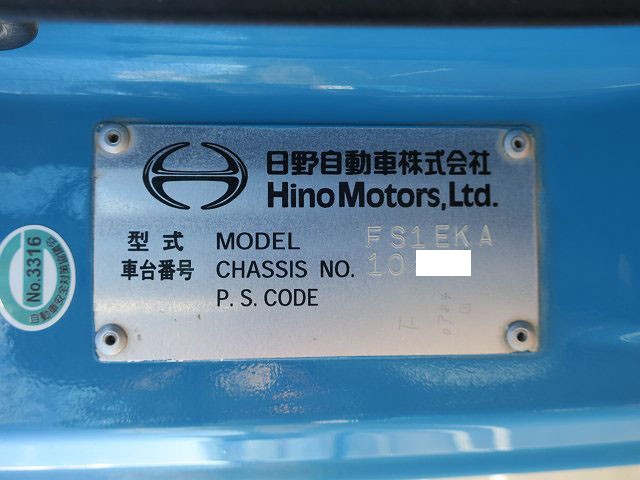 日野自動車株式会社
Hino Motors, Ltd.
型式 MODEL FS1EKA
車台番号 CHASSIS NO. 10
P.S.CODE
No.3316